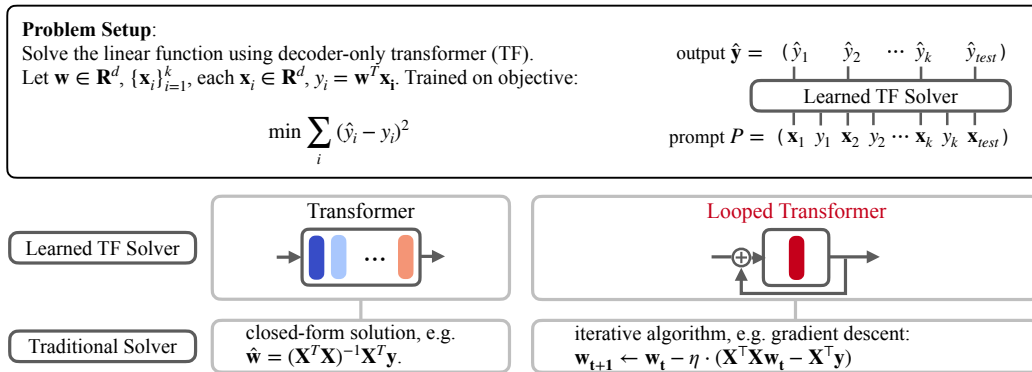 Problem Setup:
Solve the linear function using decoder-only transformer (TF).
Let w ∈ R^d, {x_i}_{i=1}^k, each x_i ∈ R^d, y_i = w^T x_i. Trained on objective:
min ∑_i (ŷ_i − y_i)^2
output ŷ = ( ŷ_1 ŷ_2 ⋯ ŷ_k ŷ_test )
Learned TF Solver
prompt P = ( x_1 y_1 x_2 y_2 ⋯ x_k y_k x_test )
Transformer
Looped Transformer
Learned TF Solver
...
Traditional Solver
closed-form solution, e.g.
ŵ = (X^T X)^{−1} X^T y.
iterative algorithm, e.g. gradient descent:
w_{t+1} ← w_t − η · (X^⊤ X w_t − X^⊤ y)